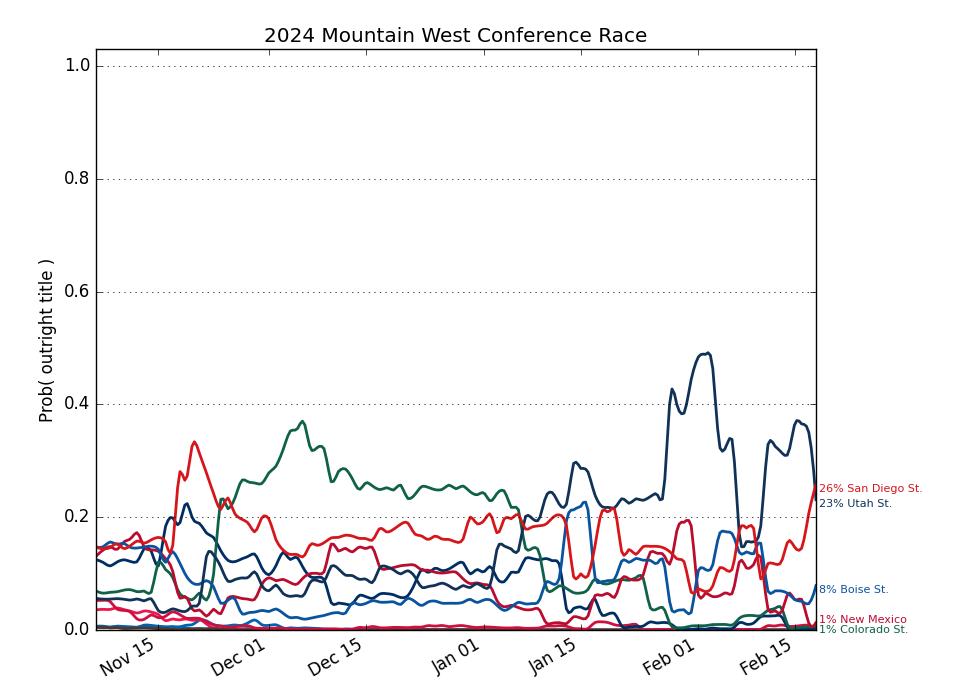 2024 Mountain West Conference Race
Prob( outright title )
1.0
0.8
0.6
0.4
0.2
0.0
26% San Diego St.
23% Utah St.
8% Boise St.
1% New Mexico
1% Colorado St.
Nov 15
Dec 01
Dec 15
Jan 01
Jan 15
Feb 01
Feb 15